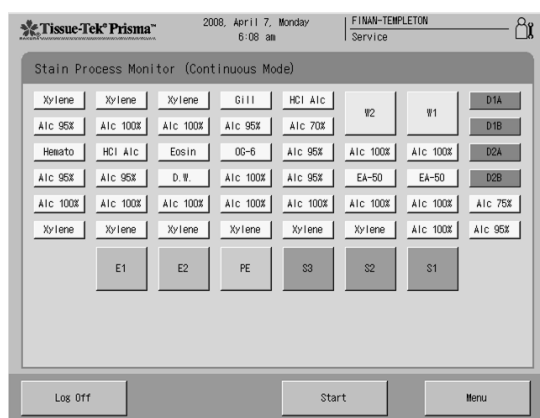 Tissue-Tek® Prisma™ 2008, April 7, Monday FINAN-TEMPLETON
6:08 am Service
Stain Process Monitor (Continuous Mode)
Xylene Xylene Xylene Gill HCl Alc W2 W1 D1A
Alc 95% Alc 100% Alc 100% Alc 95% Alc 70% D1B
Hemato HCl Alc Eosin OG-6 Alc 95% Alc 100% Alc 100% D2A
Alc 95% Alc 95% D.W. Alc 100% Alc 95% EA-50 EA-50 D2B
Alc 100% Alc 100% Alc 100% Alc 100% Alc 100% Alc 100% Alc 100% Alc 75%
Xylene Xylene Xylene Xylene Xylene Xylene Alc 100% Alc 95%
E1 E2 PE S3 S2 S1
Log Off Start Menu